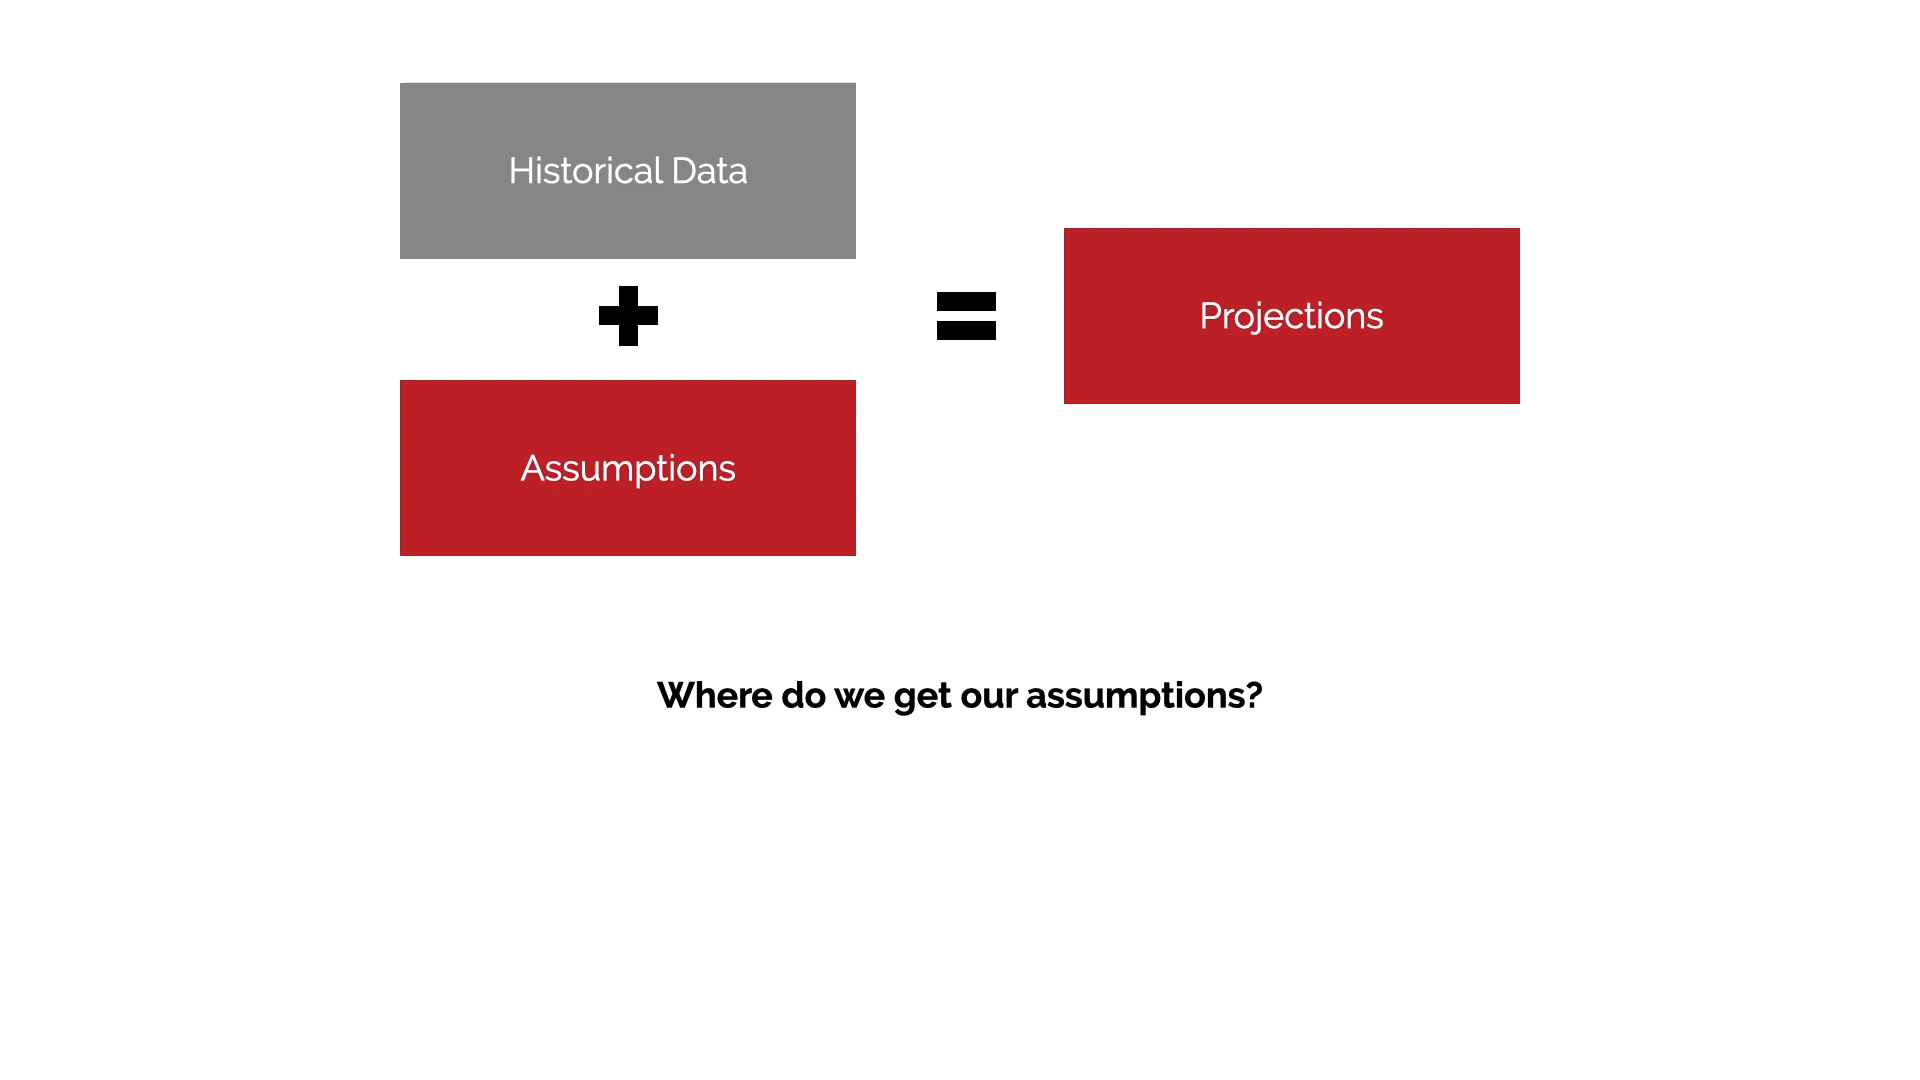 Historical Data
Assumptions
Projections
Where do we get our assumptions?